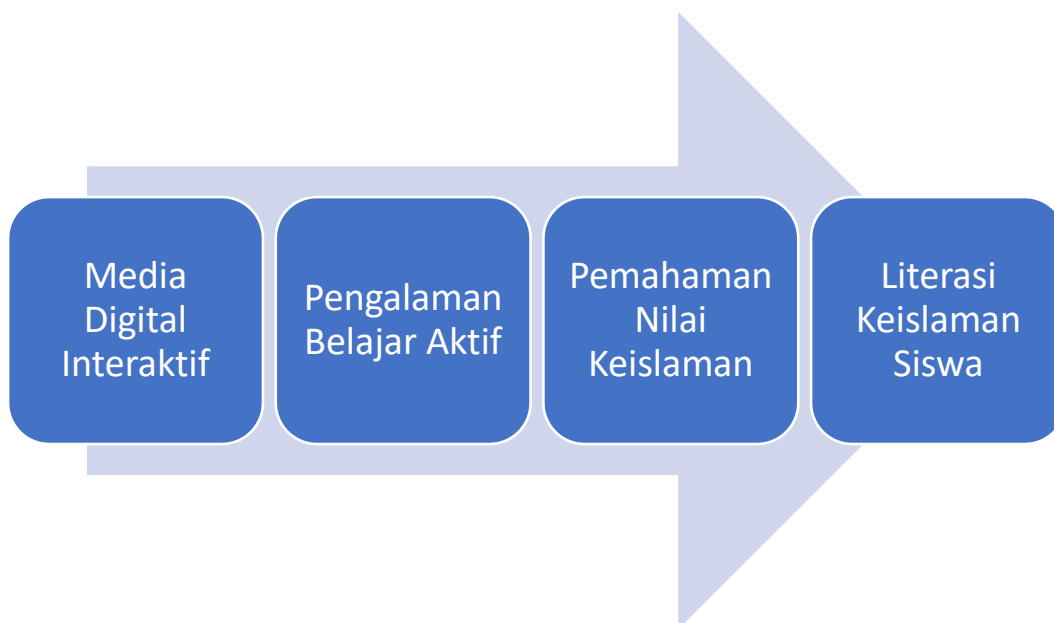 Media
Digital
Interaktif
Pengalaman
Belajar Aktif
Pemahaman
Nilai
Keislaman
Literasi
Keislaman
Siswa